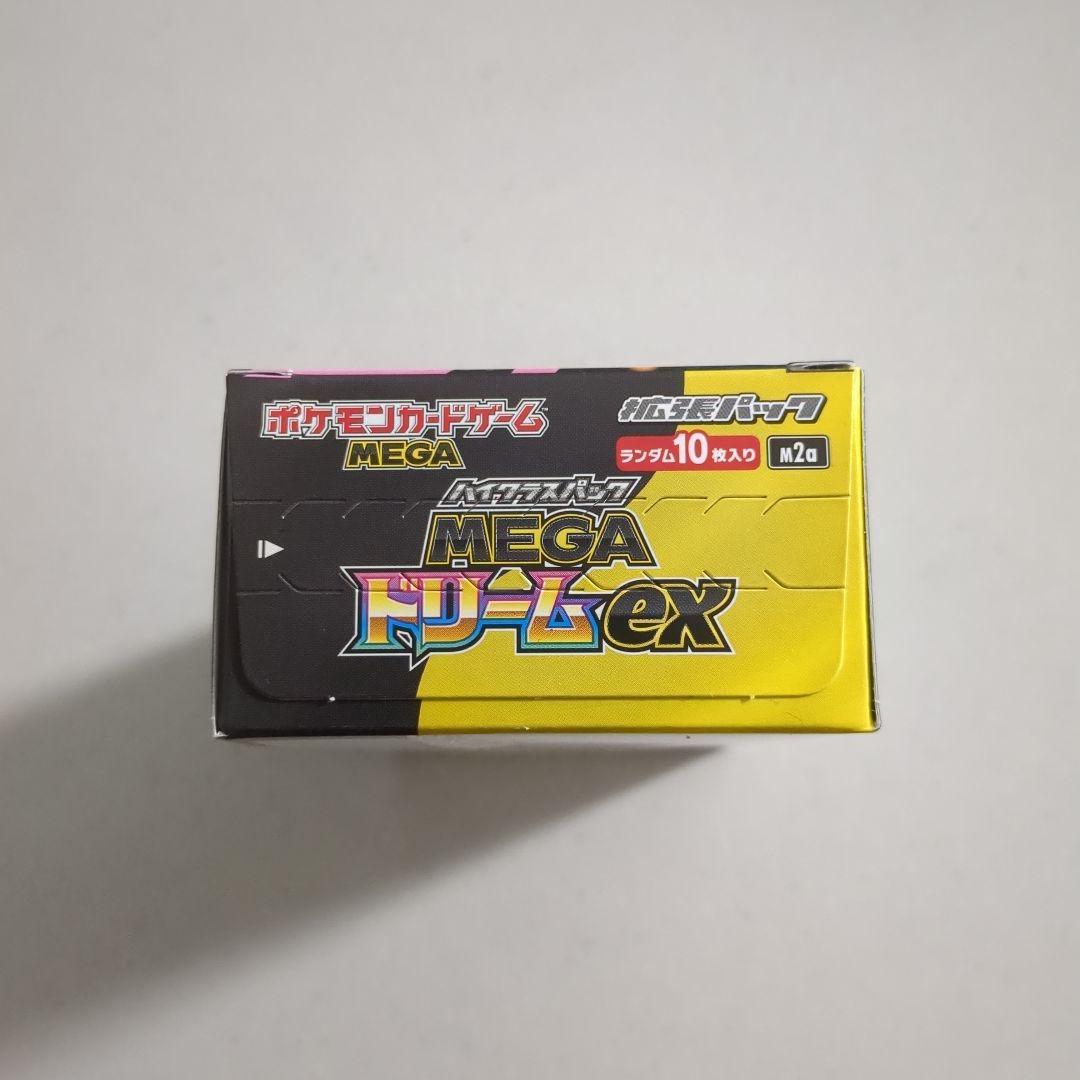 ポケモンカードゲーム
MEGA
拡張パック
ランダム10枚入り M2a
ハイクラスパック
MEGA
ドリームex